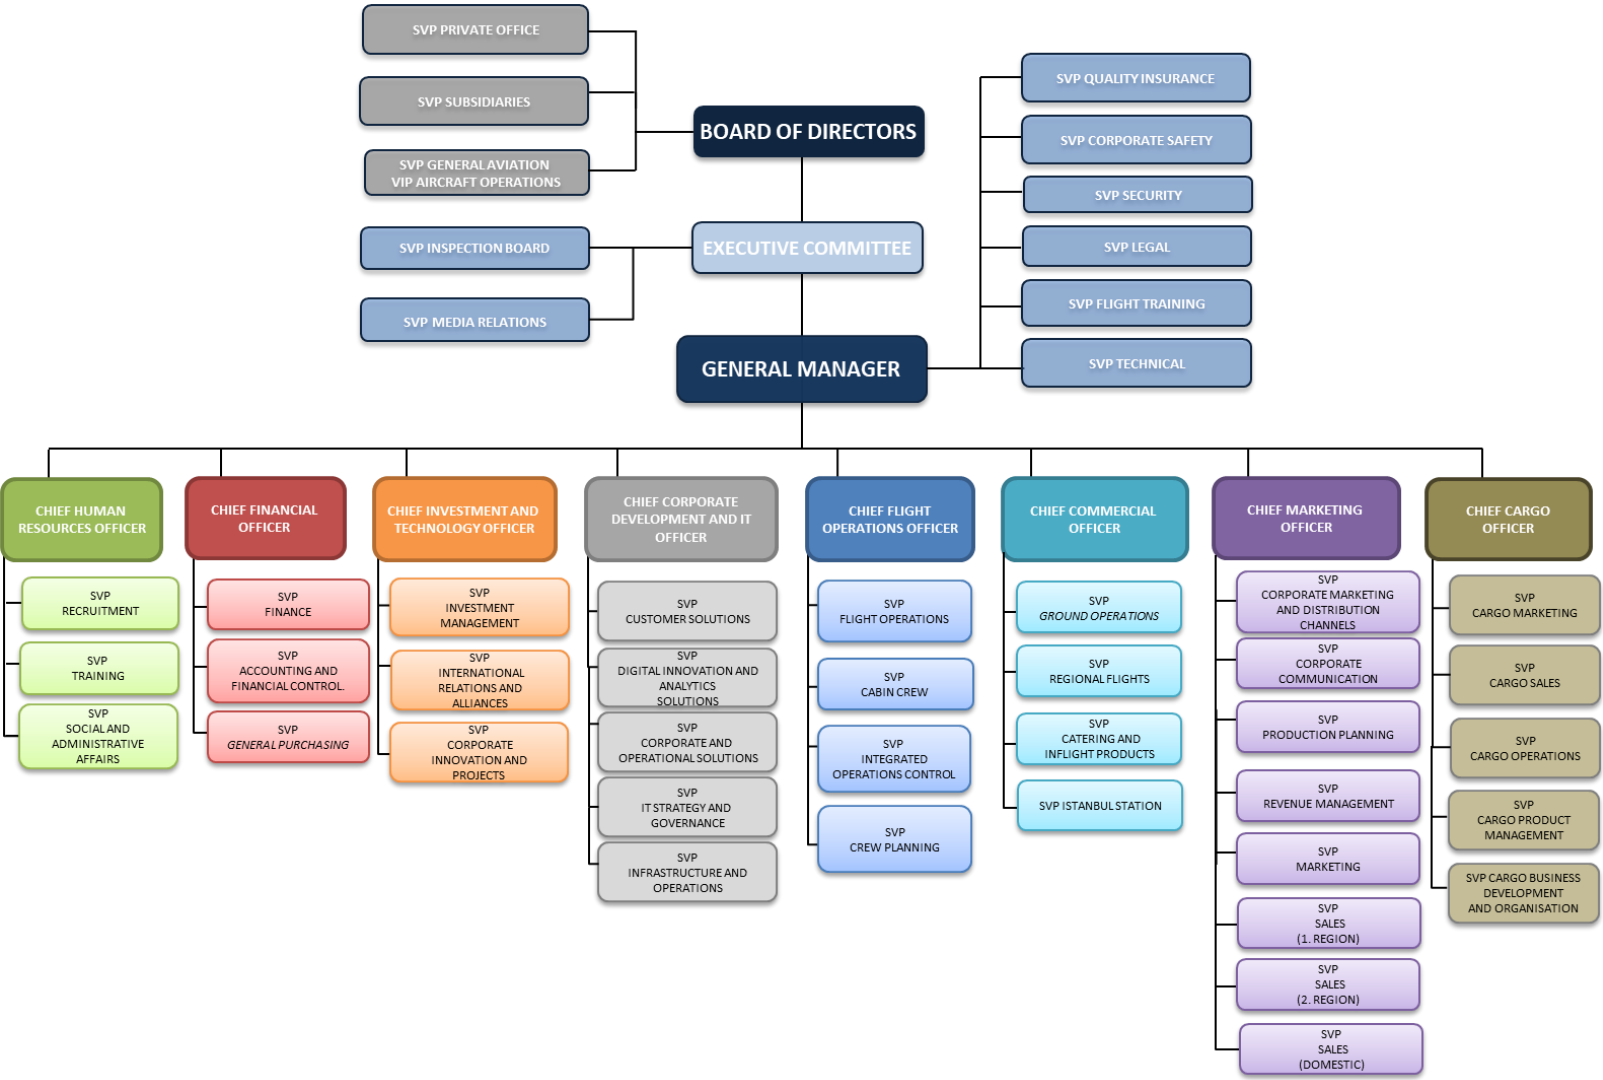 SVP PRIVATE OFFICE
SVP SUBSIDIARIES
SVP GENERAL AVIATION
VIP AIRCRAFT OPERATIONS
BOARD OF DIRECTORS
SVP INSPECTION BOARD
SVP MEDIA RELATIONS
EXECUTIVE COMMITTEE
GENERAL MANAGER
SVP QUALITY INSURANCE
SVP CORPORATE SAFETY
SVP SECURITY
SVP LEGAL
SVP FLIGHT TRAINING
SVP TECHNICAL
CHIEF HUMAN
RESOURCES OFFICER
SVP
RECRUITMENT
SVP
TRAINING
SVP
SOCIAL AND
ADMINISTRATIVE
AFFAIRS
CHIEF FINANCIAL
OFFICER
SVP
FINANCE
SVP
ACCOUNTING AND
FINANCIAL CONTROL.
SVP
GENERAL PURCHASING
CHIEF INVESTMENT AND
TECHNOLOGY OFFICER
SVP
INVESTMENT
MANAGEMENT
SVP
INTERNATIONAL
RELATIONS AND
ALLIANCES
SVP
CORPORATE
INNOVATION AND
PROJECTS
CHIEF CORPORATE
DEVELOPMENT AND IT
OFFICER
SVP
CUSTOMER SOLUTIONS
SVP
DIGITAL INNOVATION AND
ANALYTICS
SOLUTIONS
SVP
CORPORATE AND
OPERATIONAL SOLUTIONS
SVP
IT STRATEGY AND
GOVERNANCE
SVP
INFRASTRUCTURE AND
OPERATIONS
CHIEF FLIGHT
OPERATIONS OFFICER
SVP
FLIGHT OPERATIONS
SVP
CABIN CREW
SVP
INTEGRATED
OPERATIONS CONTROL
SVP
CREW PLANNING
CHIEF COMMERCIAL
OFFICER
SVP
GROUND OPERATIONS
SVP
REGIONAL FLIGHTS
SVP
CATERING AND
INFLIGHT PRODUCTS
SVP ISTANBUL STATION
CHIEF MARKETING
OFFICER
SVP
CORPORATE MARKETING
AND DISTRIBUTION
CHANNELS
SVP
CORPORATE
COMMUNICATION
SVP
PRODUCTION PLANNING
SVP
REVENUE MANAGEMENT
SVP
MARKETING
SVP
SALES
(1. REGION)
SVP
SALES
(2. REGION)
SVP
SALES
(DOMESTIC)
CHIEF CARGO
OFFICER
SVP
CARGO MARKETING
SVP
CARGO SALES
SVP
CARGO OPERATIONS
SVP
CARGO PRODUCT
MANAGEMENT
SVP CARGO BUSINESS
DEVELOPMENT
AND ORGANISATION